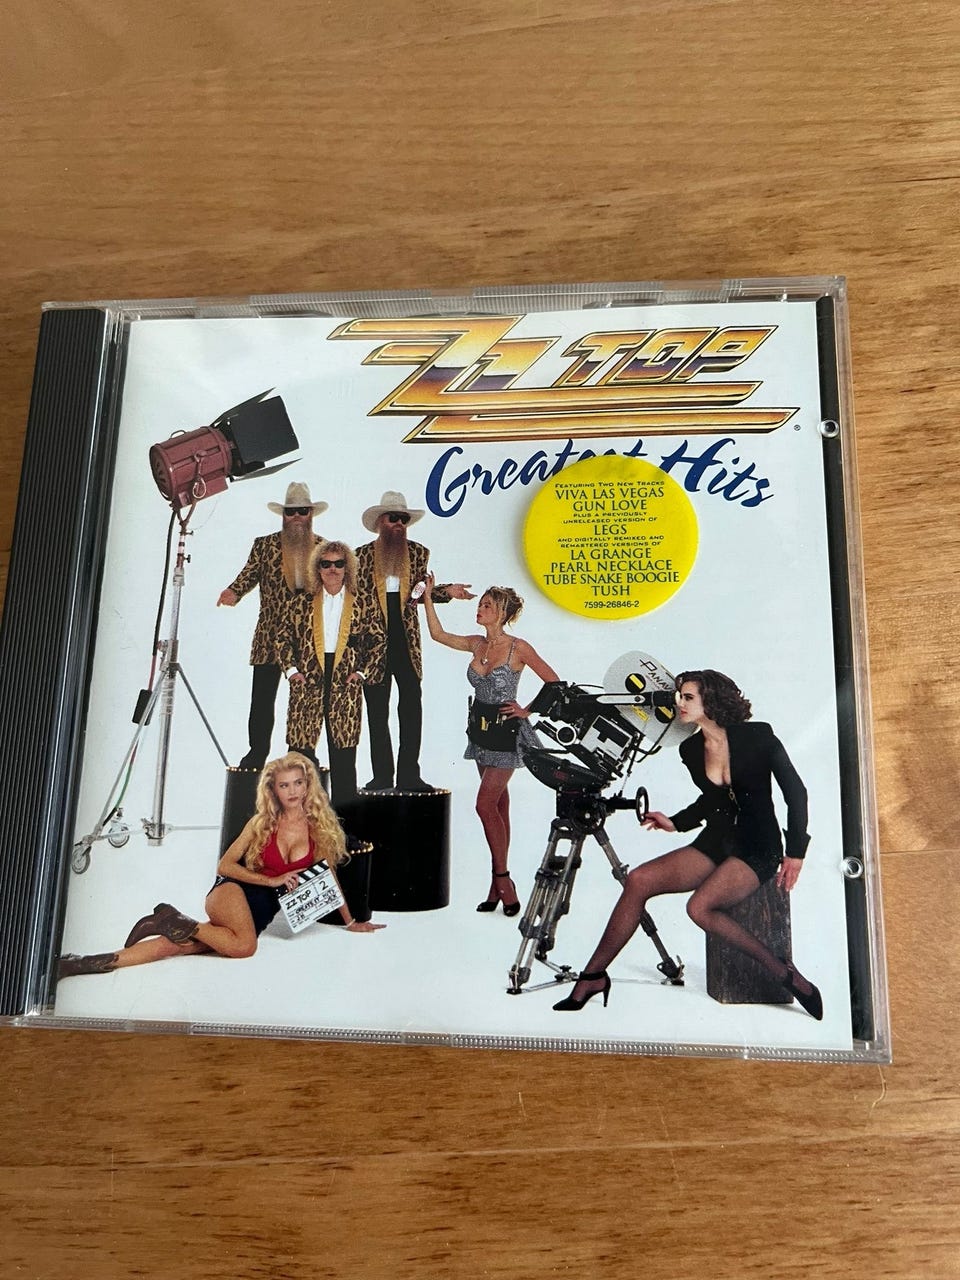 ZZ TOP
®
Greatest Hits
FEATURING TWO NEW TRACKS
VIVA LAS VEGAS
GUN LOVE
PLUS A PREVIOUSLY
UNRELEASED VERSION OF
LEGS
AND DIGITALLY REMIXED AND
REMASTERED VERSIONS OF
LA GRANGE
PEARL NECKLACE
TUBE SNAKE BOOGIE
TUSH
7599-26846-2
PANAV
ZZ TOP
2